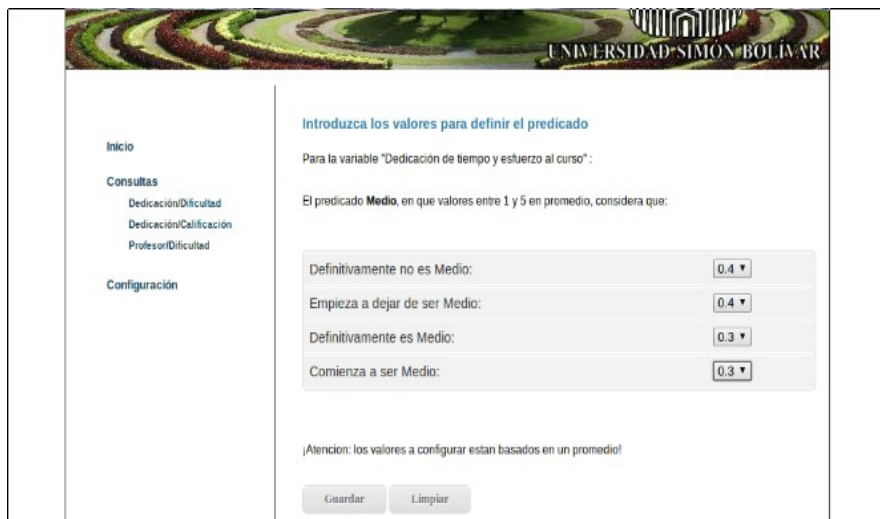 UNIVERSIDAD SIMÓN BOLÍVAR
Inicio
Consultas
Dedicación/Dificultad
Dedicación/Calificación
Profesor/Dificultad
Configuración
Introduzca los valores para definir el predicado
Para la variable "Dedicación de tiempo y esfuerzo al curso" :
El predicado Medio, en que valores entre 1 y 5 en promedio, considera que:
Definitivamente no es Medio: 0.4
Empieza a dejar de ser Medio: 0.4
Definitivamente es Medio: 0.3
Comienza a ser Medio: 0.3
¡Atencion: los valores a configurar estan basados en un promedio!
Guardar Limpiar